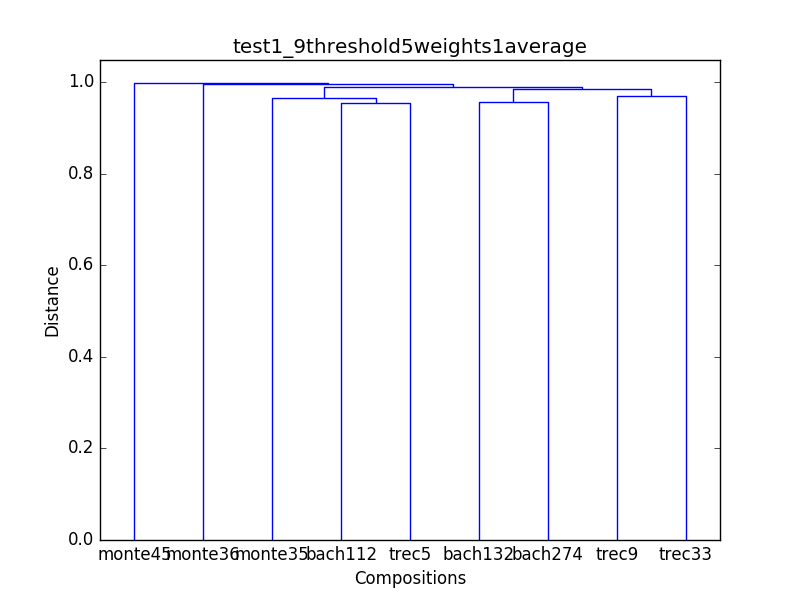 test1_9threshold5weights1average
1.0
0.8
0.6
0.4
0.2
0.0
Distance
monte45 monte36 monte35 bach112 trec5 bach132 bach274 trec9 trec33
Compositions